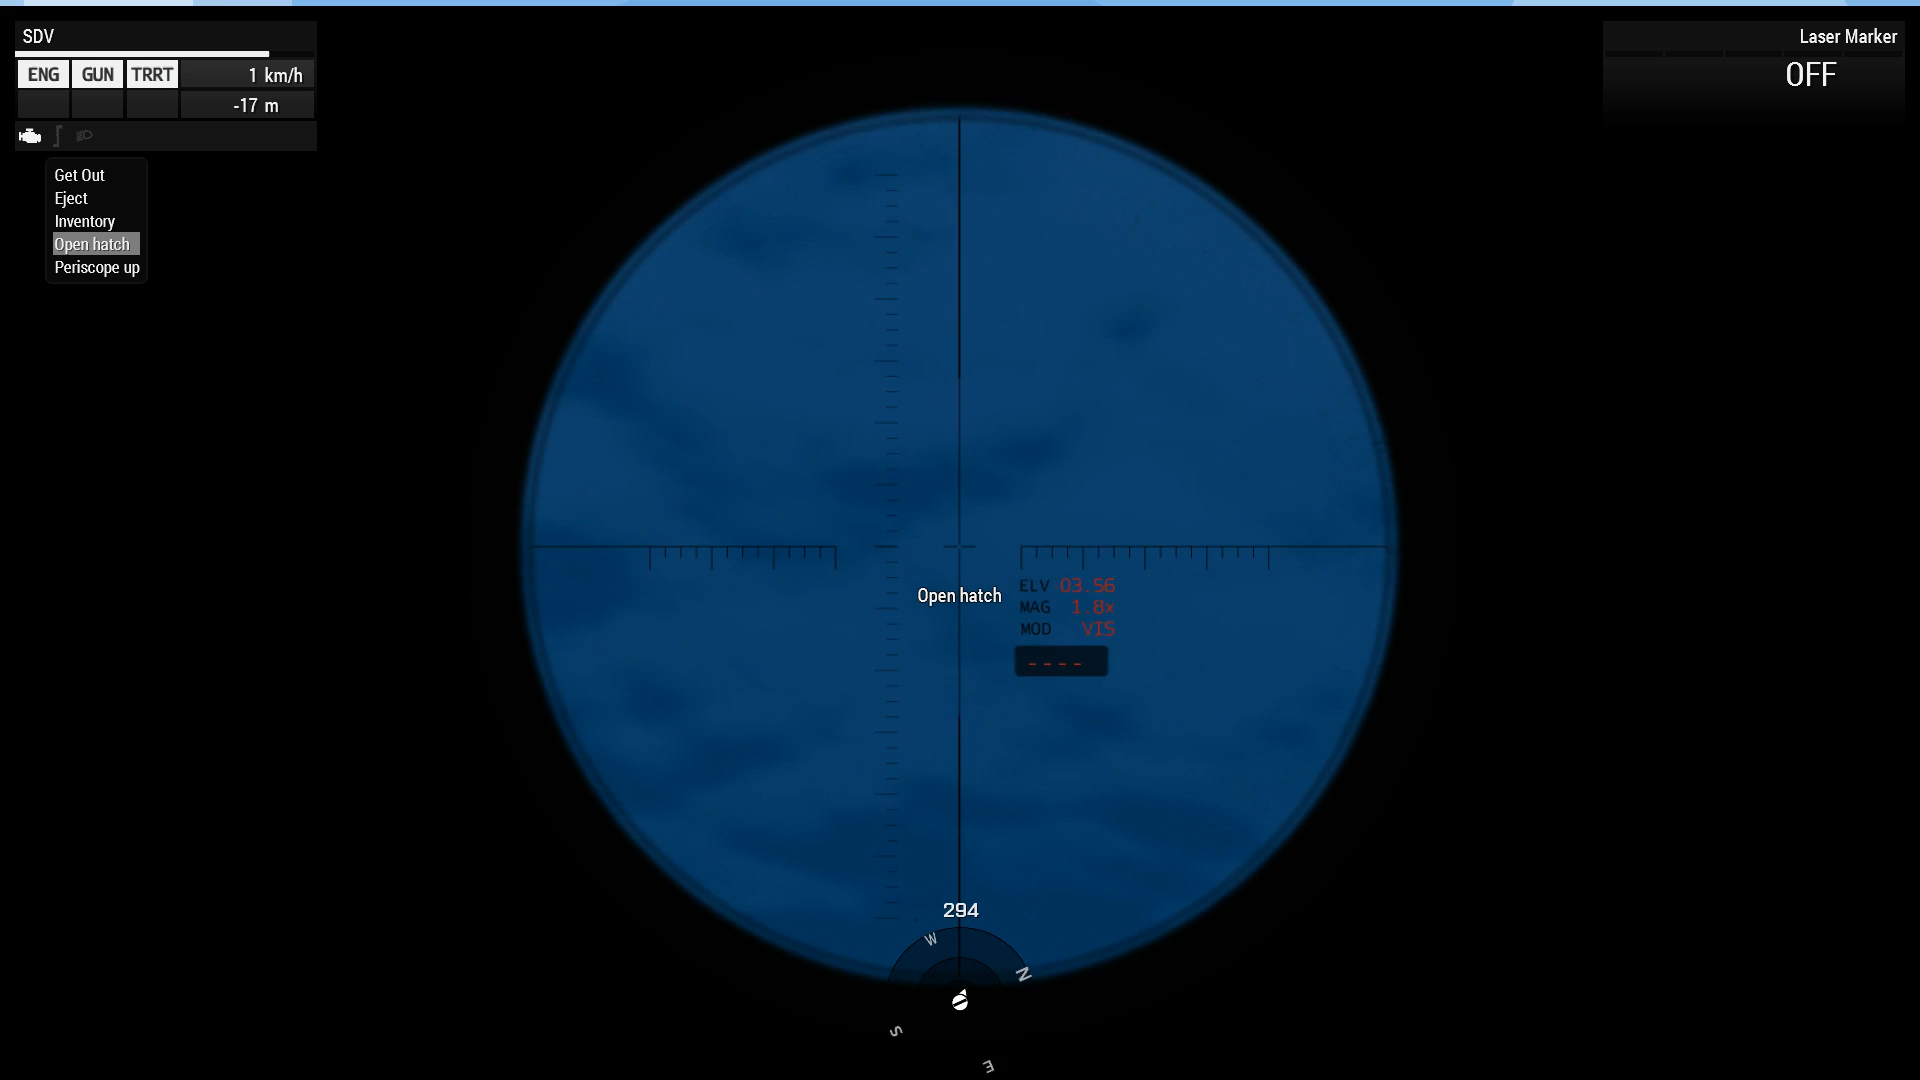 SDV
ENG GUN TRRT 1 km/h
-17 m
Get Out
Eject
Inventory
Open hatch
Periscope up
Laser Marker
OFF
Open hatch
ELV 03.56
MAG 1.8x
MOD VIS
----
294
W
N
S
E